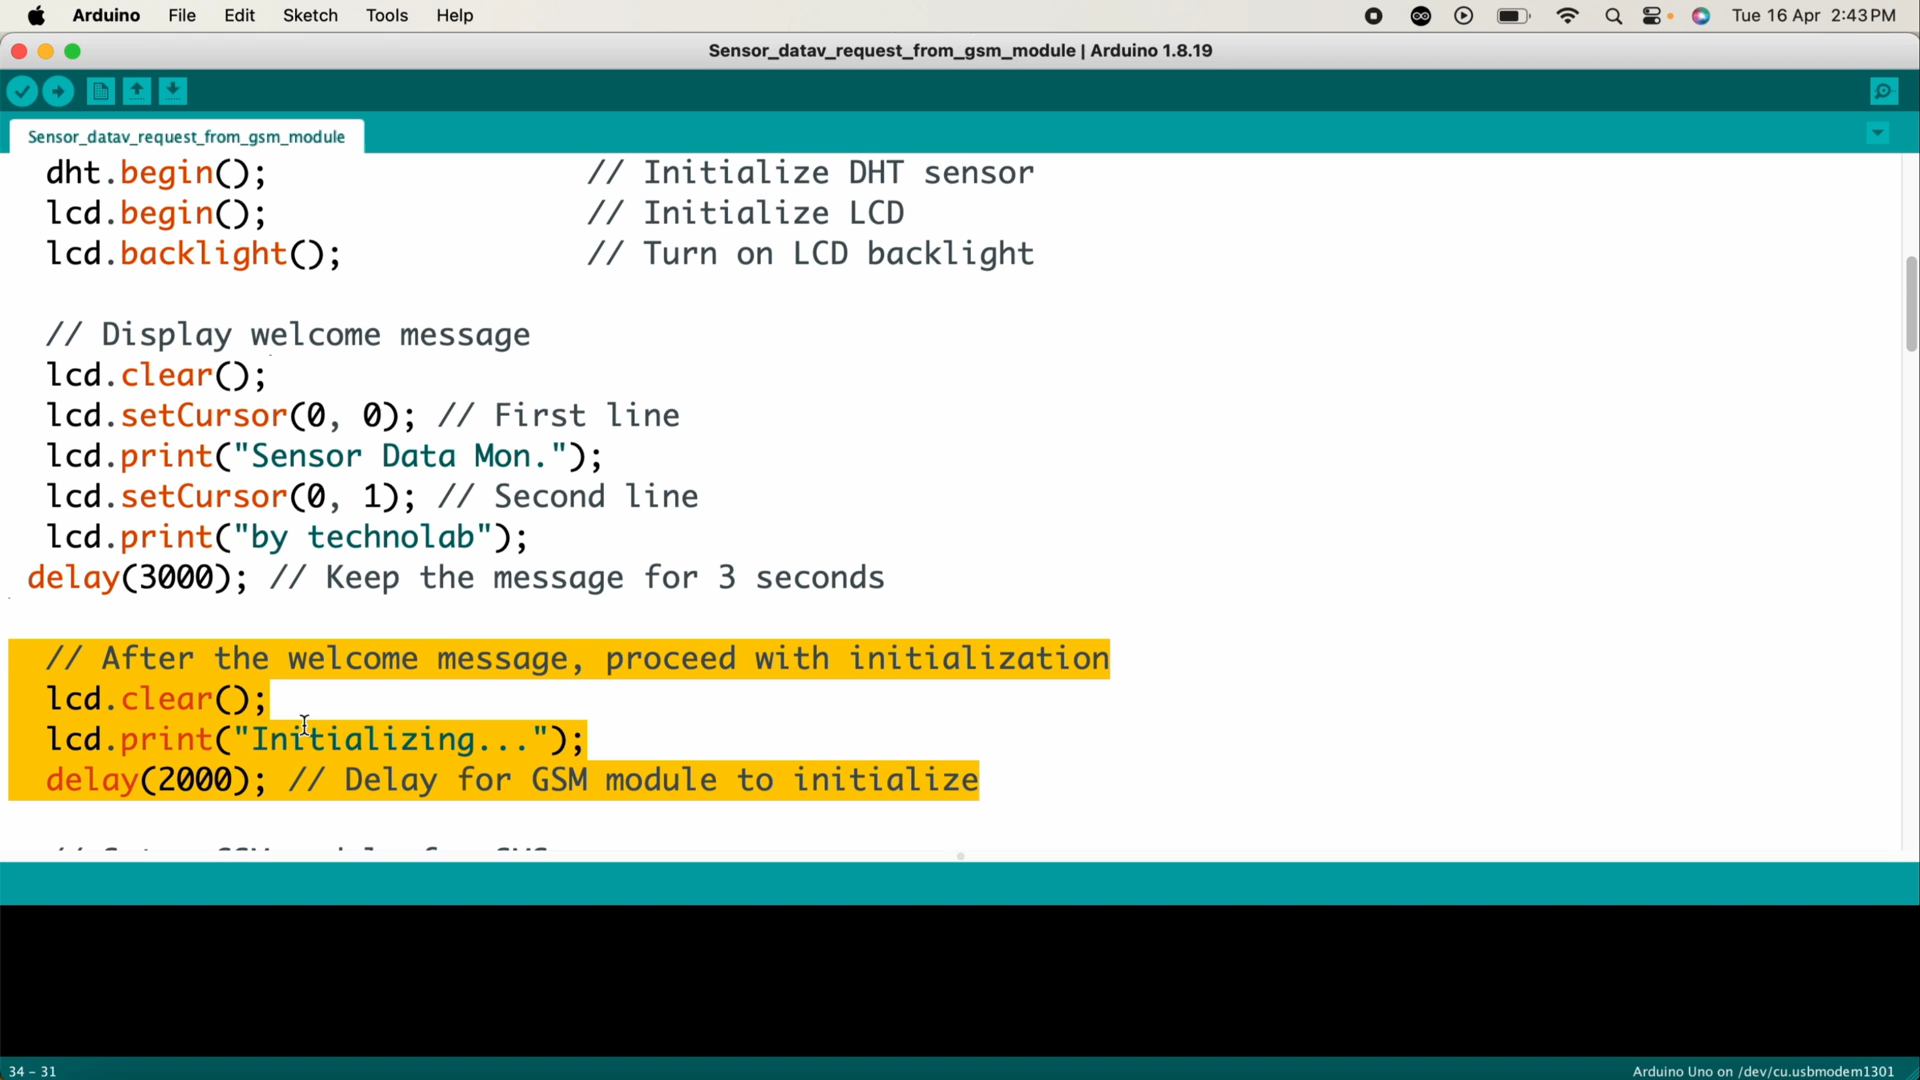 Arduino File Edit Sketch Tools Help Tue 16 Apr 2:43 PM
Sensor_datav_request_from_gsm_module | Arduino 1.8.19
Sensor_datav_request_from_gsm_module
dht.begin(); // Initialize DHT sensor
lcd.begin(); // Initialize LCD
lcd.backlight(); // Turn on LCD backlight
// Display welcome message
lcd.clear();
lcd.setCursor(0, 0); // First line
lcd.print("Sensor Data Mon.");
lcd.setCursor(0, 1); // Second line
lcd.print("by technolab");
delay(3000); // Keep the message for 3 seconds
// After the welcome message, proceed with initialization
lcd.clear();
lcd.print("Initializing...");
delay(2000); // Delay for GSM module to initialize
34 - 31 Arduino Uno on /dev/cu.usbmodem1301